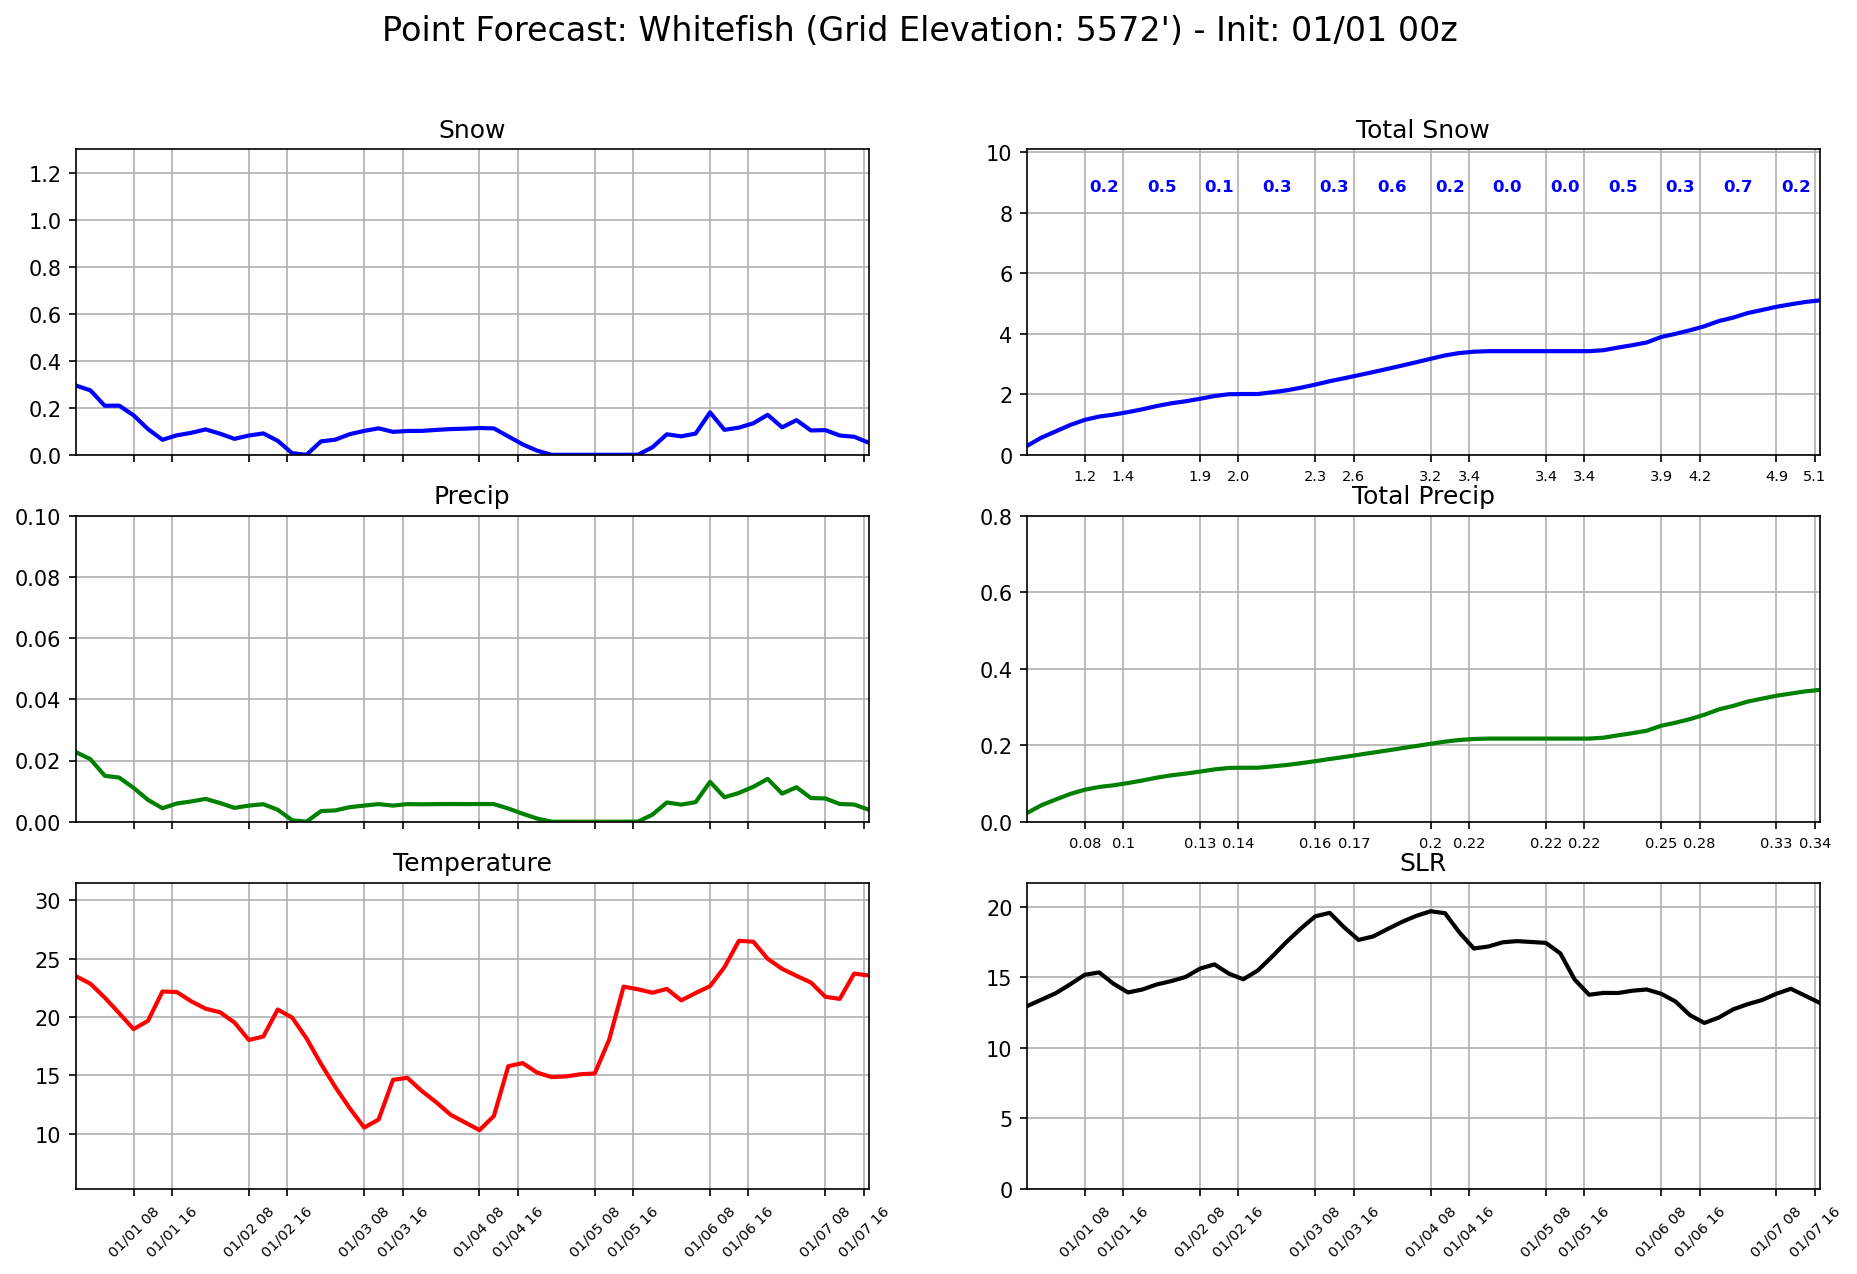 Point Forecast: Whitefish (Grid Elevation: 5572') - Init: 01/01 00z
Snow
1.2
1.0
0.8
0.6
0.4
0.2
0.0
Total Snow
10
8
6
4
2
0
0.2 0.5 0.1 0.3 0.3 0.6 0.2 0.0 0.0 0.5 0.3 0.7 0.2
1.2 1.4 1.9 2.0 2.3 2.6 3.2 3.4 3.4 3.4 3.9 4.2 4.9 5.1
Precip
0.10
0.08
0.06
0.04
0.02
0.00
Total Precip
0.8
0.6
0.4
0.2
0.0
0.08 0.1 0.13 0.14 0.16 0.17 0.2 0.22 0.22 0.22 0.25 0.28 0.33 0.34
Temperature
30
25
20
15
10
01/01 08 01/01 16 01/02 08 01/02 16 01/03 08 01/03 16 01/04 08 01/04 16 01/05 08 01/05 16 01/06 08 01/06 16 01/07 08 01/07 16
SLR
20
15
10
5
0
01/01 08 01/01 16 01/02 08 01/02 16 01/03 08 01/03 16 01/04 08 01/04 16 01/05 08 01/05 16 01/06 08 01/06 16 01/07 08 01/07 16